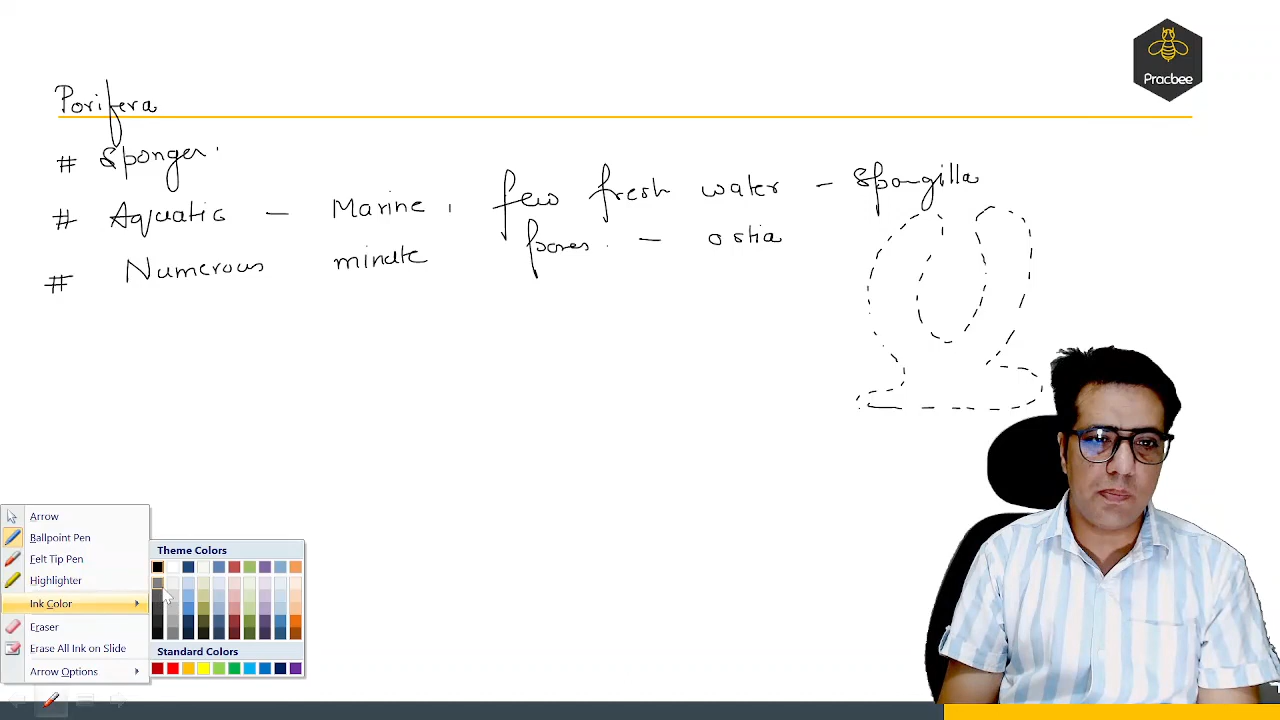 Pracbee
Porifera
# Sponges.
# Aquatic - Marine, few fresh water - Spongilla
# Numerous minute pores. - ostia
Arrow
Ballpoint Pen
Felt Tip Pen
Highlighter
Ink Color
Eraser
Erase All Ink on Slide
Arrow Options
Theme Colors
Standard Colors